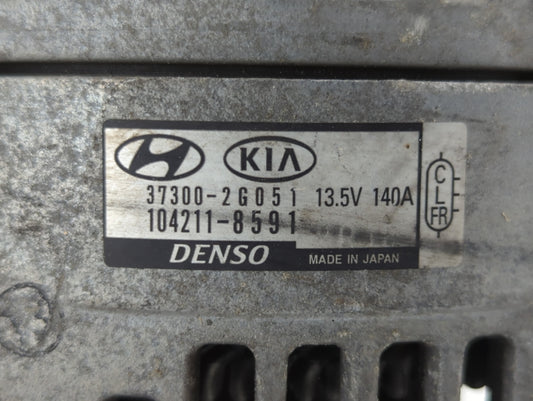 KIA
37300-2G051 13.5V 140A
104211-8591
DENSO MADE IN JAPAN
C
L
FR